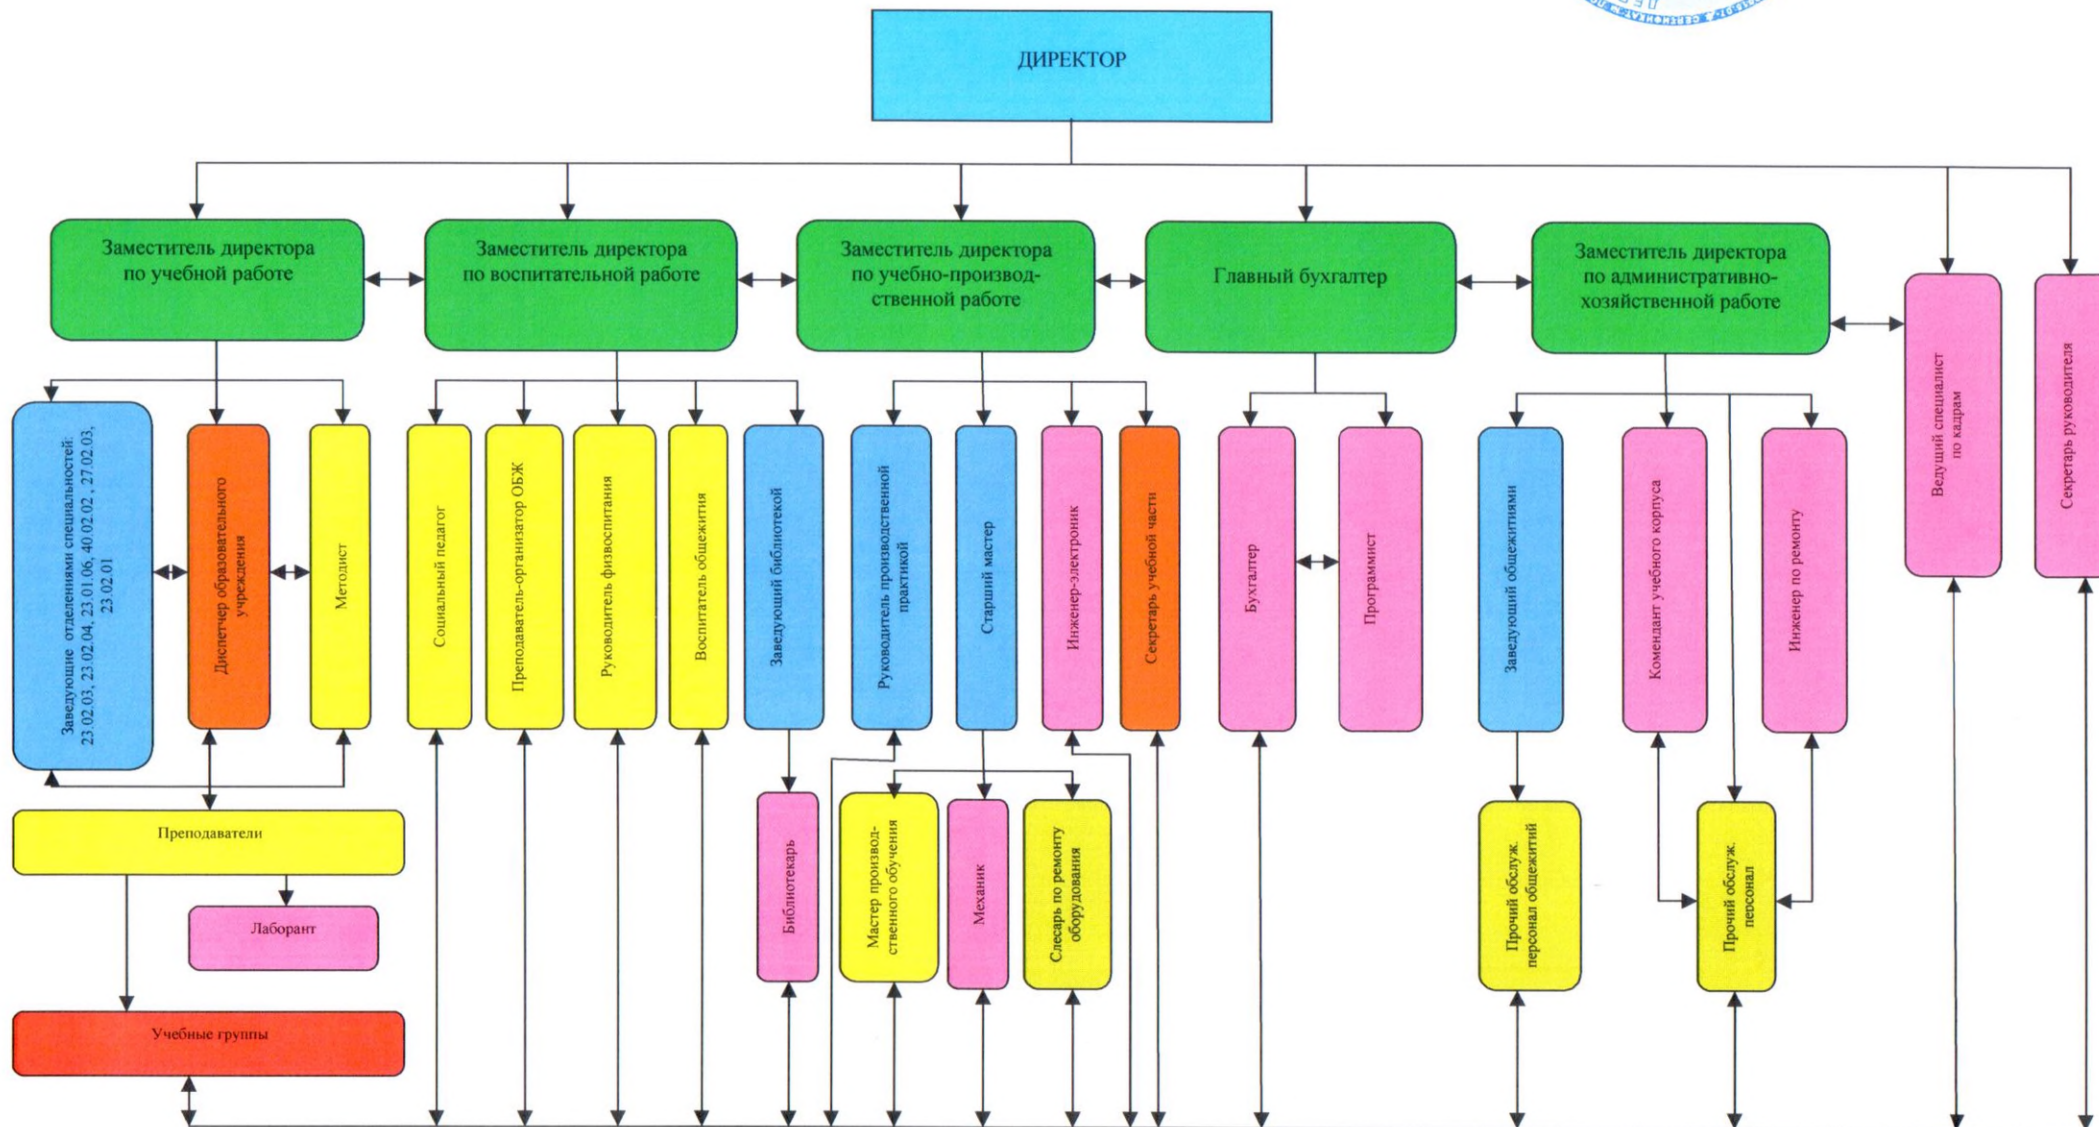 ДИРЕКТОР
Заместитель директора
по учебной работе
Заместитель директора
по воспитательной работе
Заместитель директора
по учебно-производ-
ственной работе
Главный бухгалтер
Заместитель директора
по административно-
хозяйственной работе
Ведущий специалист
по кадрам
Секретарь руководителя
Заведующие отделениями специальностей:
23.02.03, 23.02.04, 23.01.06, 40.02.02 , 27.02.03,
23.02.01
Диспетчер образовательного
учреждения
Методист
Социальный педагог
Преподаватель-организатор ОБЖ
Руководитель физвоспитания
Воспитатель общежития
Заведующий библиотекой
Руководитель производственной
практикой
Старший мастер
Инженер-электроник
Секретарь учебной части
Бухгалтер
Программист
Заведующий общежитиями
Комендант учебного корпуса
Инженер по ремонту
Преподаватели
Лаборант
Учебные группы
Библиотекарь
Мастер производ-
ственного обучения
Механик
Слесарь по ремонту
оборудования
Прочий обслуж.
персонал общежитий
Прочий обслуж.
персонал